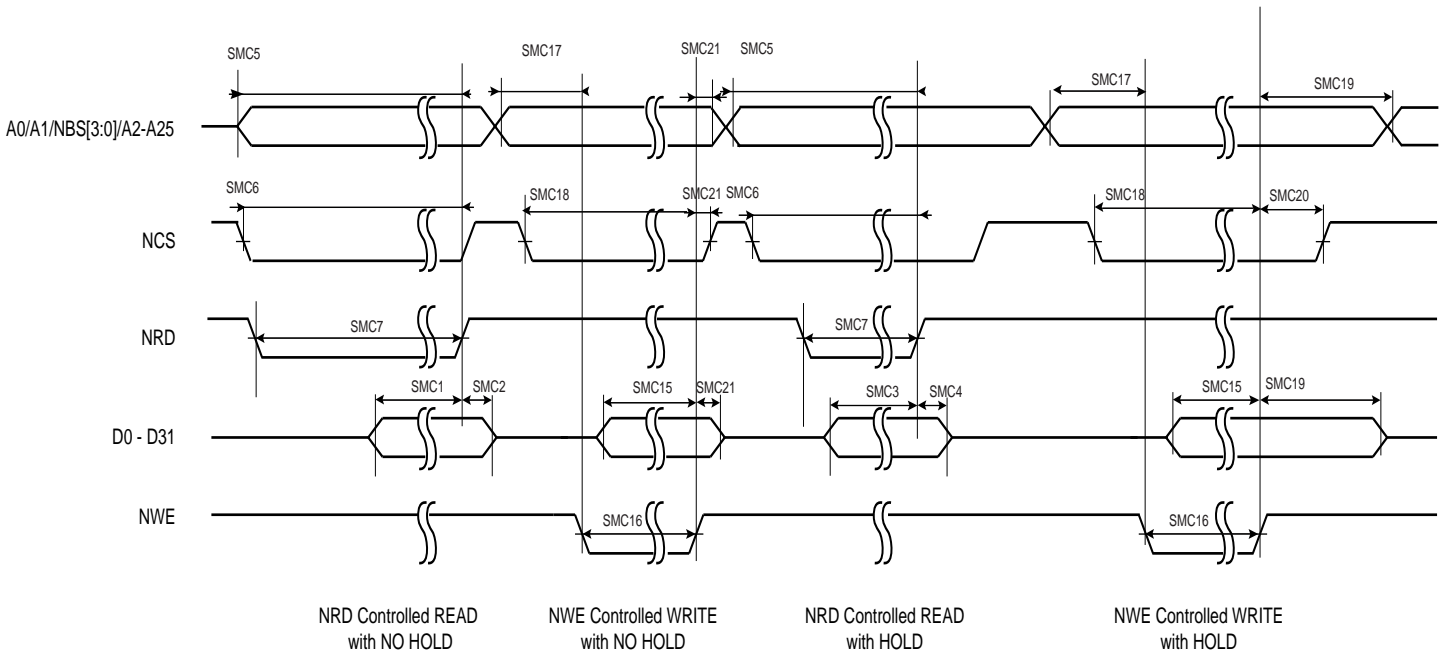 SMC5
SMC17
SMC21
SMC5
SMC17
SMC19
A0/A1/NBS[3:0]/A2-A25
SMC6
SMC18
SMC21
SMC6
SMC18
SMC20
NCS
SMC7
SMC7
NRD
SMC1
SMC2
SMC15
SMC21
SMC3
SMC4
SMC15
SMC19
D0 - D31
NWE
SMC16
SMC16
NRD Controlled READ
with NO HOLD
NWE Controlled WRITE
with NO HOLD
NRD Controlled READ
with HOLD
NWE Controlled WRITE
with HOLD